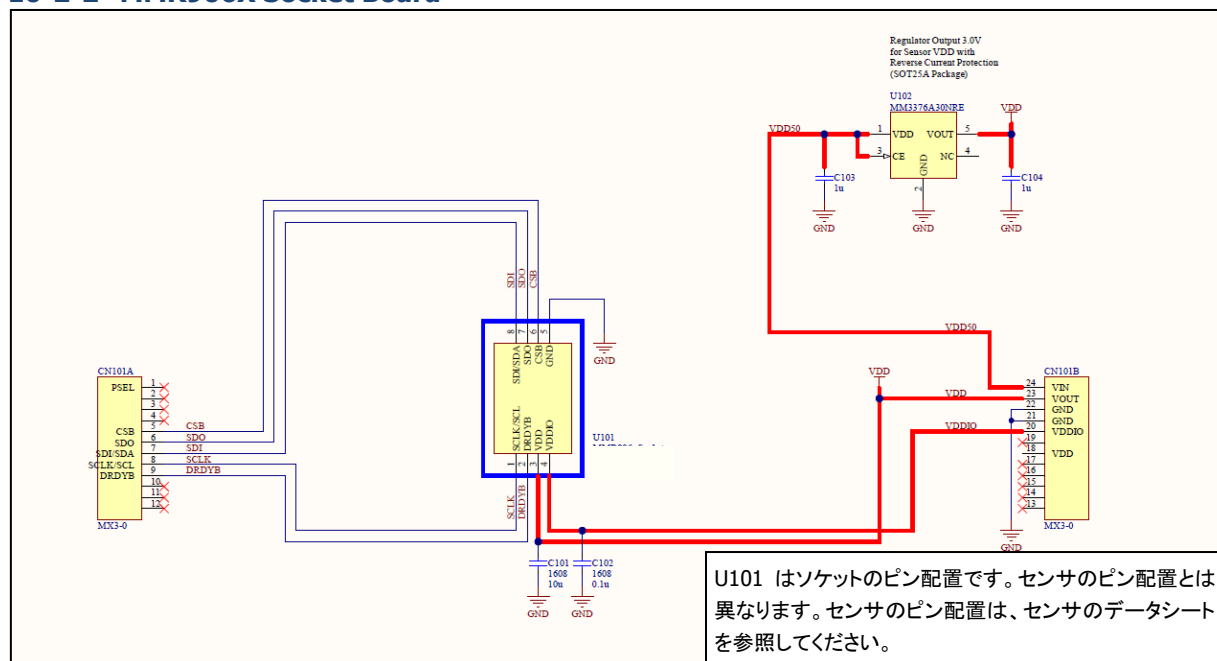 Regulator Output 3.0V
for Sensor VDD with
Reverse Current Protection
(SOT25A Package)
U102
MM3376A30NRE
VDD
VDD50
1
VDD
VOUT
5
3
CE
NC
4
GND
2
C103
1u
C104
1u
GND
GND
GND
SDI
SDO
CSB
8
7
6
5
SDI/SDA
SDO
CSB
GND
GND
SCLK/SCL
DRDYB
VDD
VDDIO
1
2
3
4
U101
SCLK
DRDYB
CN101A
PSEL
1
2
3
4
CSB
5
CSB
SDO
6
SDO
SDI/SDA
7
SDI
SCLK/SCL
8
SCLK
DRDYB
9
DRDYB
10
11
12
MX3-0
VDD50
VDD
VDD
VDDIO
CN101B
24
VIN
23
VOUT
22
GND
21
GND
20
VDDIO
19
18
VDD
17
16
15
14
13
MX3-0
GND
C101
1608
10u
C102
1608
0.1u
GND
GND
U101 はソケットのピン配置です。センサのピン配置とは
異なります。センサのピン配置は、センサのデータシート
を参照してください。